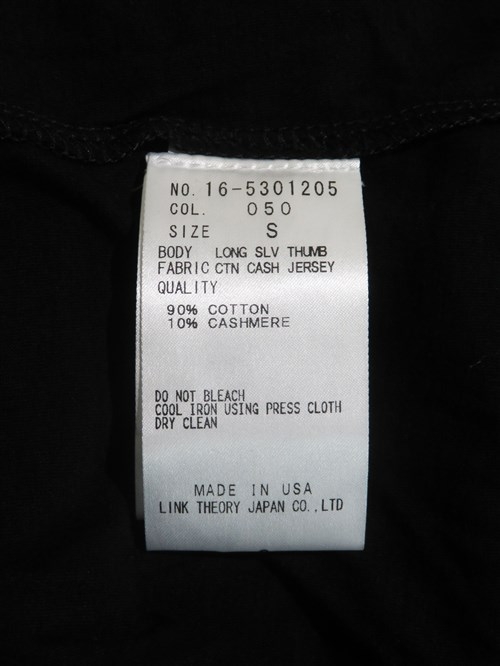 NO. 16-5301205
COL. 050
SIZE S
BODY LONG SLV THUMB
FABRIC CTN CASH JERSEY
QUALITY
90% COTTON
10% CASHMERE
DO NOT BLEACH
COOL IRON USING PRESS CLOTH
DRY CLEAN
MADE IN USA
LINK THEORY JAPAN CO.,LTD